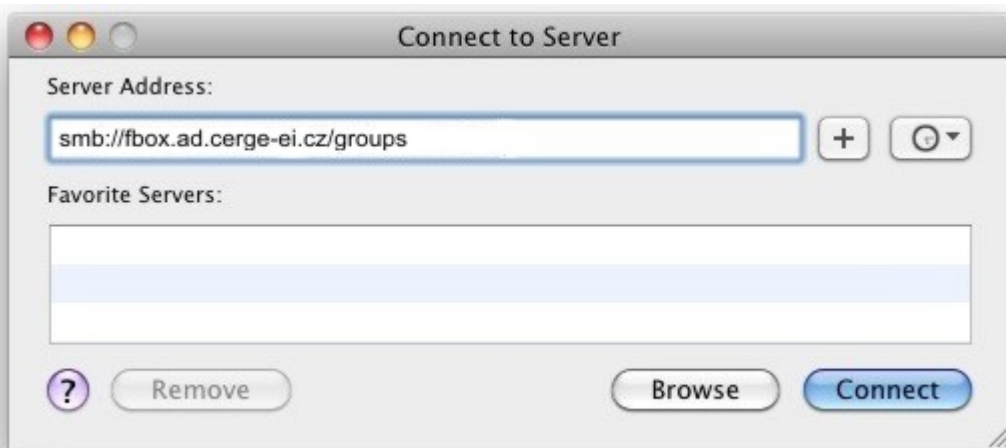 Connect to Server
Server Address:
smb://fbox.ad.cerge-ei.cz/groups
+
Favorite Servers:
? Remove Browse Connect